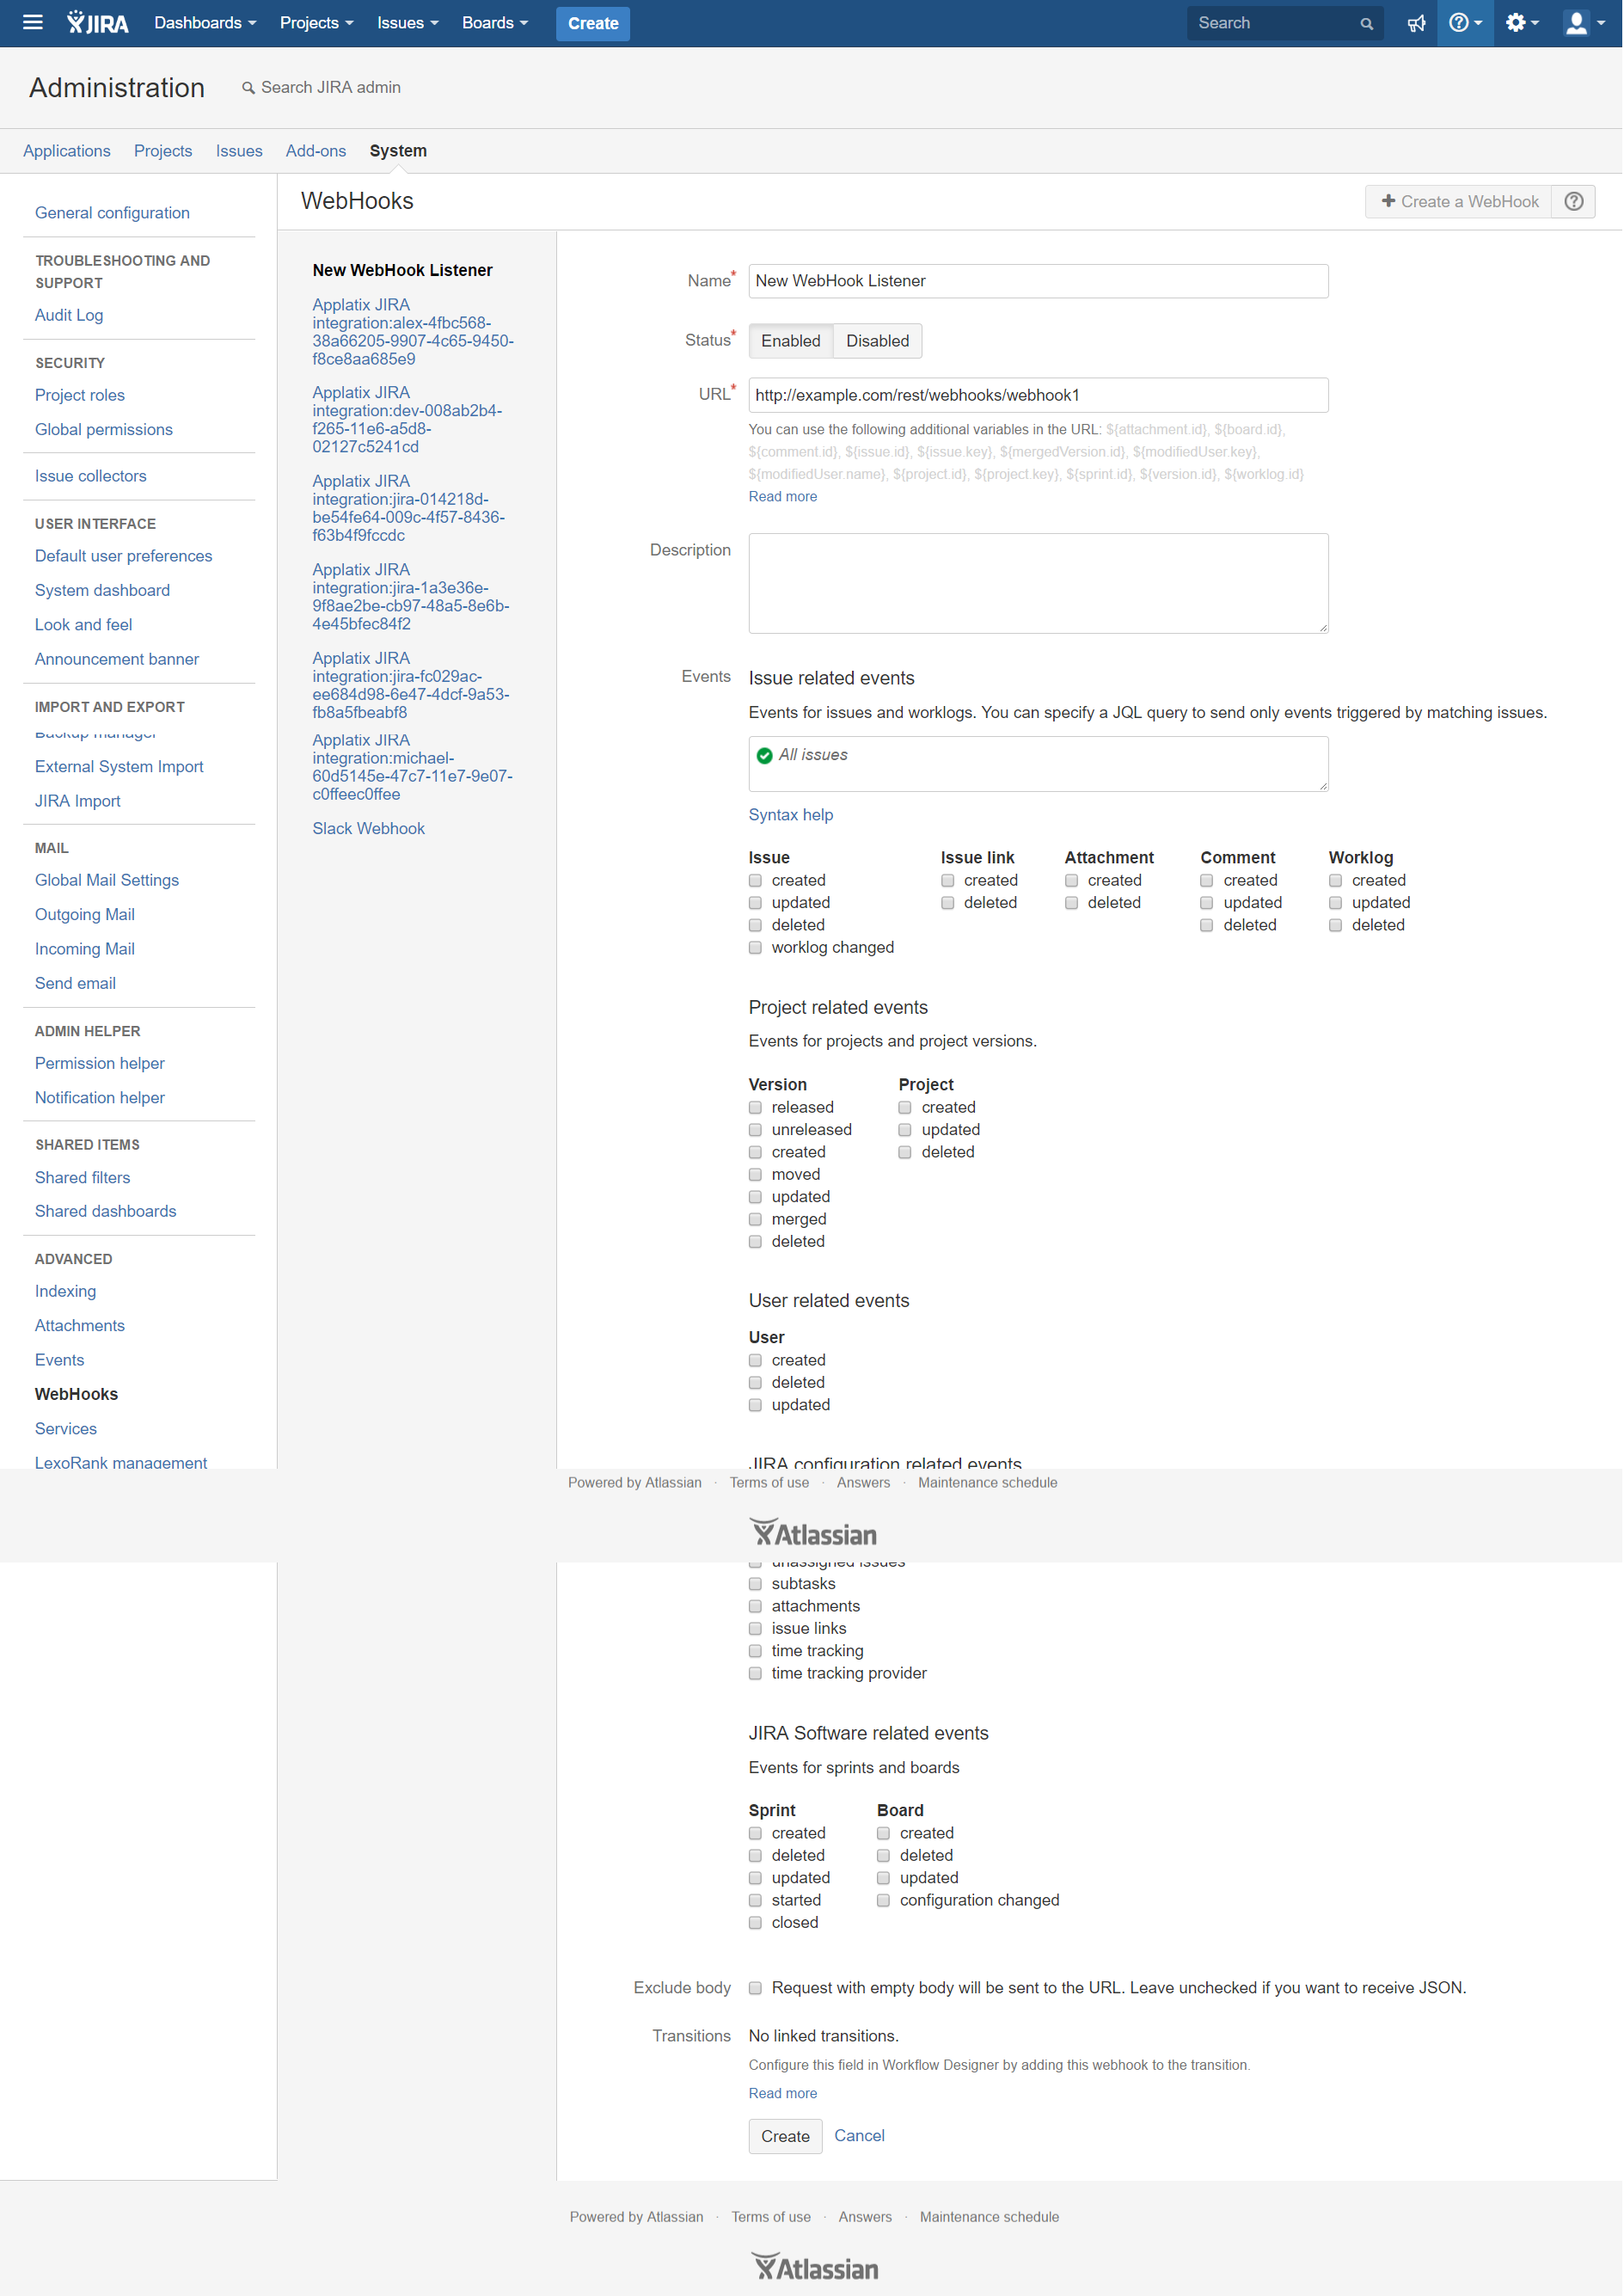 JIRA Dashboards Projects Issues Boards Create Search
Administration Search JIRA admin
Applications Projects Issues Add-ons System
General configuration
TROUBLESHOOTING AND
SUPPORT
Audit Log
SECURITY
Project roles
Global permissions
Issue collectors
USER INTERFACE
Default user preferences
System dashboard
Look and feel
Announcement banner
IMPORT AND EXPORT
Backup manager
External System Import
JIRA Import
MAIL
Global Mail Settings
Outgoing Mail
Incoming Mail
Send email
ADMIN HELPER
Permission helper
Notification helper
SHARED ITEMS
Shared filters
Shared dashboards
ADVANCED
Indexing
Attachments
Events
WebHooks
Services
LexoRank management
WebHooks
Create a WebHook
New WebHook Listener
Applatix JIRA
integration:alex-4fbc568-
38a66205-9907-4c65-9450-
f8ce8aa685e9
Applatix JIRA
integration:dev-008ab2b4-
f265-11e6-a5d8-
02127c5241cd
Applatix JIRA
integration:jira-014218d-
be54fe64-009c-4f57-8436-
f63b4f9fccdc
Applatix JIRA
integration:jira-1a3e36e-
9f8ae2be-cb97-48a5-8e6b-
4e45bfec84f2
Applatix JIRA
integration:jira-fc029ac-
ee684d98-6e47-4dcf-9a53-
fb8a5fbeabf8
Applatix JIRA
integration:michael-
60d5145e-47c7-11e7-9e07-
c0ffeec0ffee
Slack Webhook
Name* New WebHook Listener
Status* Enabled Disabled
URL* http://example.com/rest/webhooks/webhook1
You can use the following additional variables in the URL: ${attachment.id}, ${board.id},
${comment.id}, ${issue.id}, ${issue.key}, ${mergedVersion.id}, ${modifiedUser.key},
${modifiedUser.name}, ${project.id}, ${project.key}, ${sprint.id}, ${version.id}, ${worklog.id}
Read more
Description
Events Issue related events
Events for issues and worklogs. You can specify a JQL query to send only events triggered by matching issues.
All issues
Syntax help
Issue Issue link Attachment Comment Worklog
created created created created created
updated deleted deleted updated updated
deleted deleted deleted
worklog changed
Project related events
Events for projects and project versions.
Version Project
released created
unreleased updated
created deleted
moved
updated
merged
deleted
User related events
User
created
deleted
updated
JIRA configuration related events
Powered by Atlassian · Terms of use · Answers · Maintenance schedule
Atlassian
unassigned issues
subtasks
attachments
issue links
time tracking
time tracking provider
JIRA Software related events
Events for sprints and boards
Sprint Board
created created
deleted deleted
updated updated
started configuration changed
closed
Exclude body Request with empty body will be sent to the URL. Leave unchecked if you want to receive JSON.
Transitions No linked transitions.
Configure this field in Workflow Designer by adding this webhook to the transition.
Read more
Create Cancel
Powered by Atlassian · Terms of use · Answers · Maintenance schedule
Atlassian